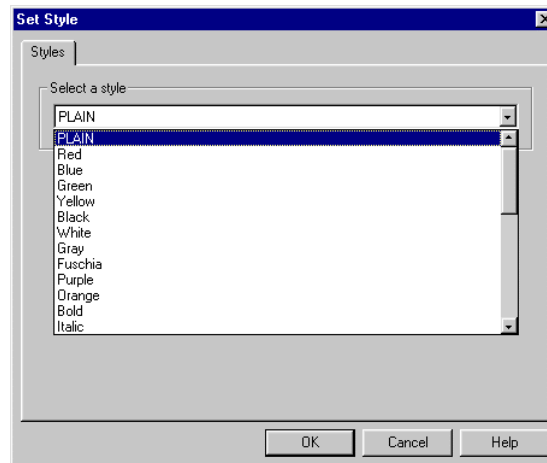 Set Style
Styles
Select a style
PLAIN
PLAIN
Red
Blue
Green
Yellow
Black
White
Gray
Fuschia
Purple
Orange
Bold
Italic
OK Cancel Help